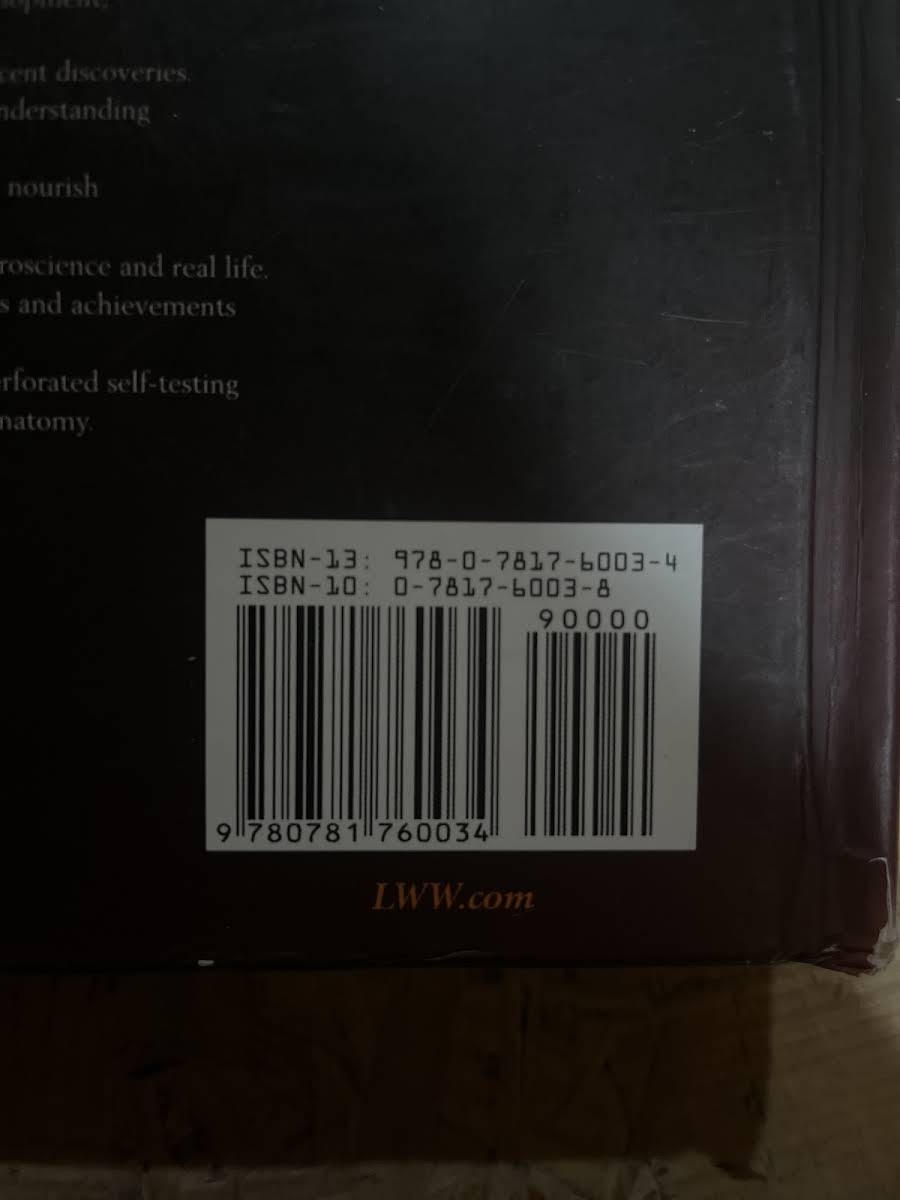 cent discoveries.
nderstanding
nourish
roscience and real life.
s and achievements
rforated self-testing
natomy.
ISBN-13: 978-0-7817-6003-4
ISBN-10: 0-7817-6003-8
90000
9 780781 760034
LWW.com